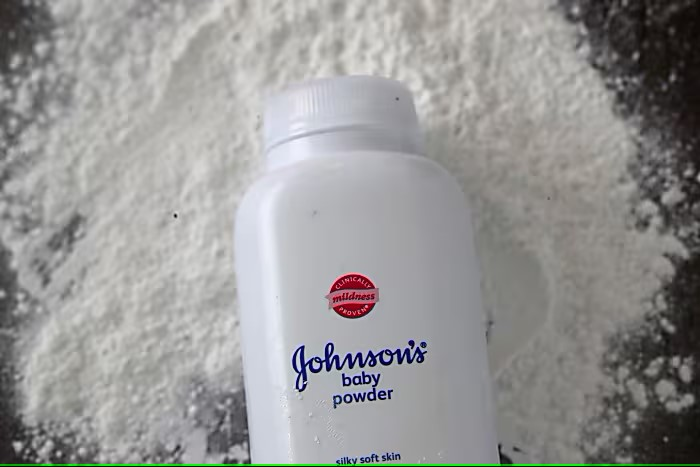 CLINICALLY
mildness
PROVEN
Johnson's®
baby
powder
silky soft skin